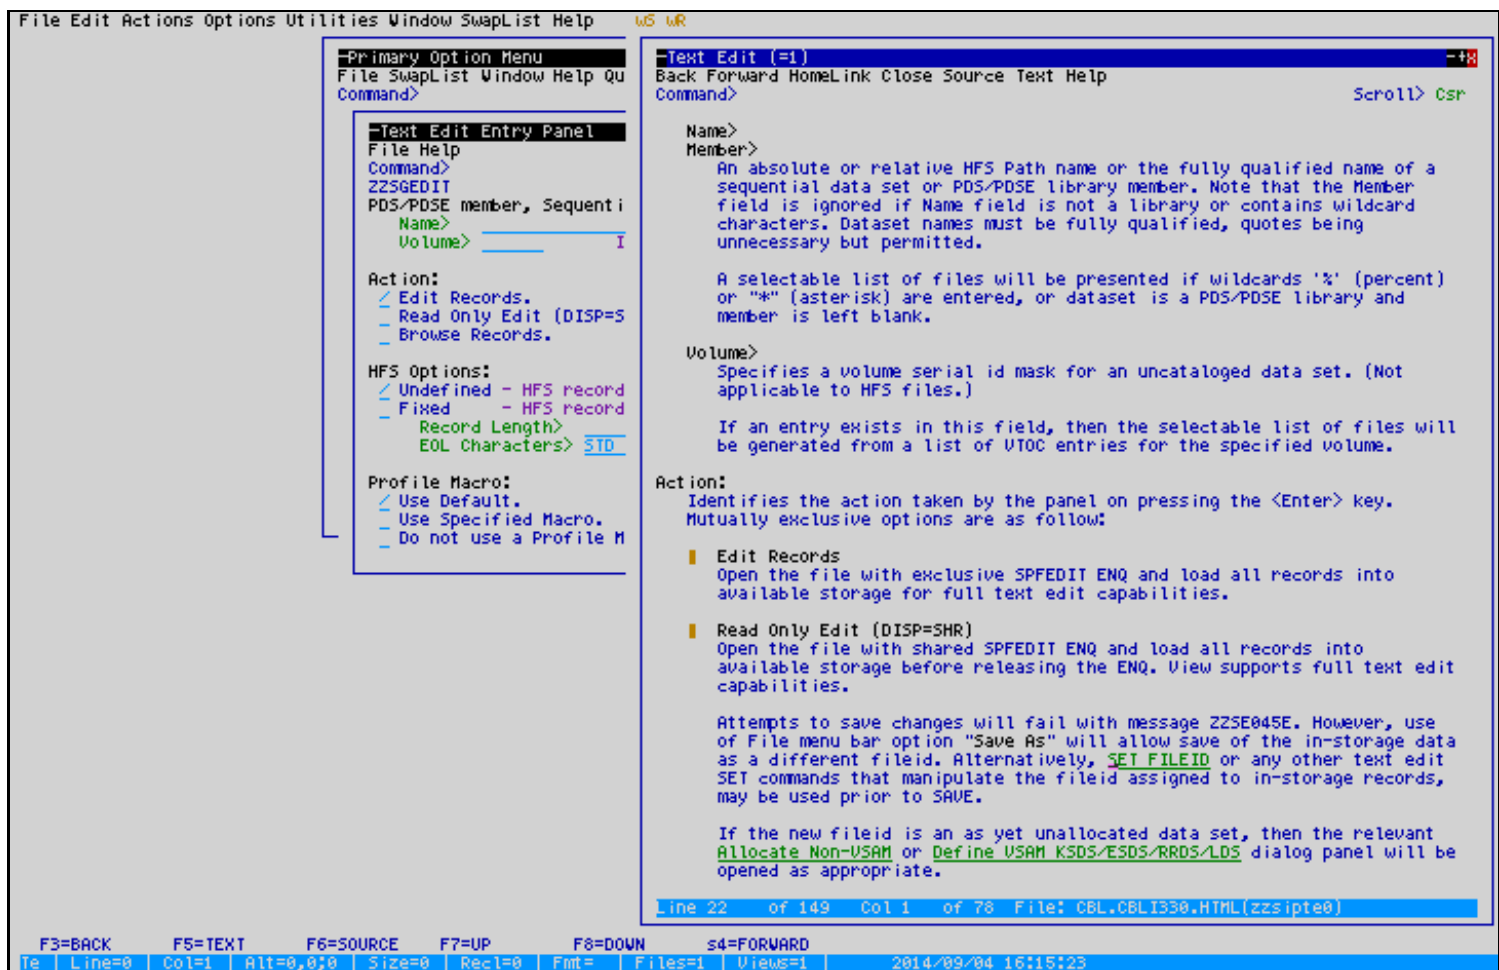 File Edit Actions Options Utilities Window SwapList Help wS wR
Primary Option Menu
File SwapList Window Help Qu
Command>
Text Edit Entry Panel
File Help
Command>
ZZSGEDIT
PDS/PDSE member, Sequenti
Name>
Volume> I
Action:
/ Edit Records.
Read Only Edit (DISP=S
Browse Records.
HFS Options:
/ Undefined - HFS record
Fixed - HFS record
Record Length>
EOL Characters> STD
Profile Macro:
/ Use Default.
Use Specified Macro.
Do not use a Profile M
Text Edit (=1) -+x
Back Forward HomeLink Close Source Text Help
Command> Scroll> Csr
Name>
Member>
An absolute or relative HFS Path name or the fully qualified name of a
sequential data set or PDS/PDSE library member. Note that the Member
field is ignored if Name field is not a library or contains wildcard
characters. Dataset names must be fully qualified, quotes being
unnecessary but permitted.
A selectable list of files will be presented if wildcards '%' (percent)
or "*" (asterisk) are entered, or dataset is a PDS/PDSE library and
member is left blank.
Volume>
Specifies a volume serial id mask for an uncataloged data set. (Not
applicable to HFS files.)
If an entry exists in this field, then the selectable list of files will
be generated from a list of VTOC entries for the specified volume.
Action:
Identifies the action taken by the panel on pressing the <Enter> key.
Mutually exclusive options are as follow:
Edit Records
Open the file with exclusive SPFEDIT ENQ and load all records into
available storage for full text edit capabilities.
Read Only Edit (DISP=SHR)
Open the file with shared SPFEDIT ENQ and load all records into
available storage before releasing the ENQ. View supports full text edit
capabilities.
Attempts to save changes will fail with message ZZSE045E. However, use
of File menu bar option "Save As" will allow save of the in-storage data
as a different fileid. Alternatively, SET FILEID or any other text edit
SET commands that manipulate the fileid assigned to in-storage records,
may be used prior to SAVE.
If the new fileid is an as yet unallocated data set, then the relevant
Allocate Non-VSAM or Define VSAM KSDS/ESDS/RRDS/LDS dialog panel will be
opened as appropriate.
Line 22 of 149 Col 1 of 78 File: CBL.CBLI330.HTML(zzsipte0)
F3=BACK F5=TEXT F6=SOURCE F7=UP F8=DOWN s4=FORWARD
Te | Line=0 | Col=1 | Alt=0,0;0 | Size=0 | Recl=0 | Fmt= | Files=1 | Views=1 | 2014/09/04 16:15:23